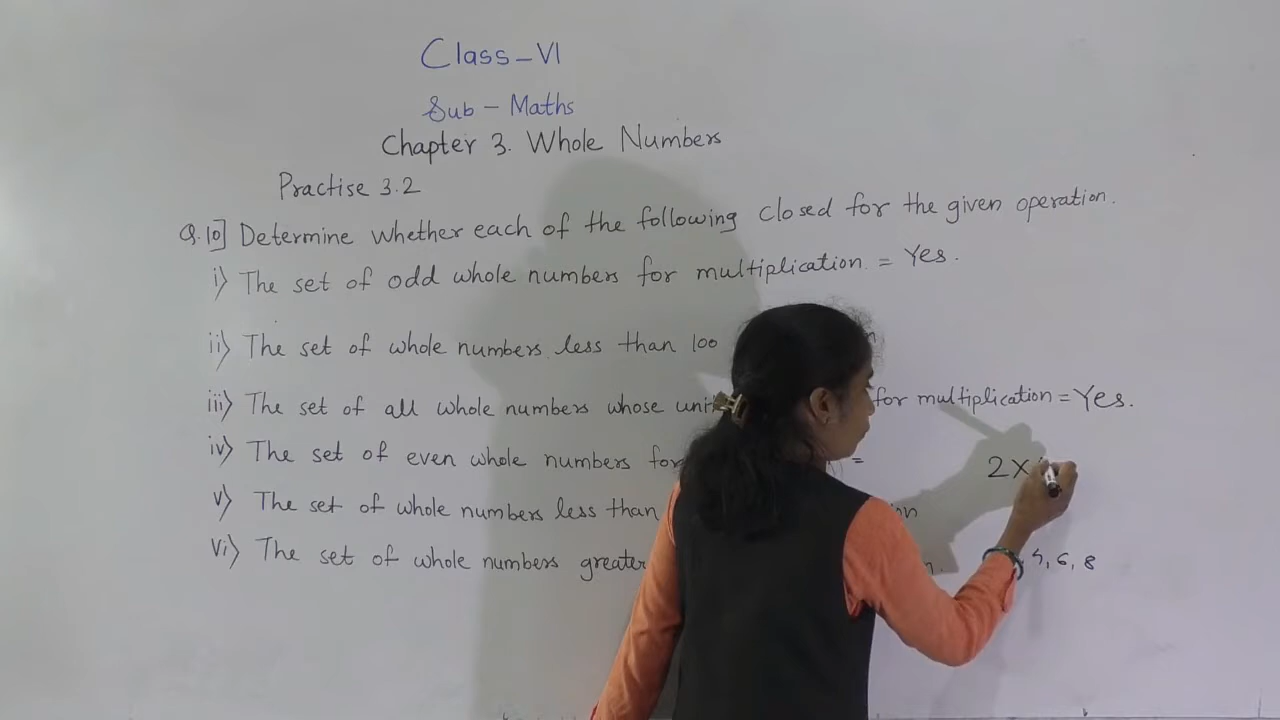 Class - VI
Sub - Maths
Chapter 3. Whole Numbers
Practise 3.2
Q.10] Determine whether each of the following closed for the given operation.
i) The set of odd whole numbers for multiplication = Yes.
ii) The set of whole numbers less than 100
iii) The set of all whole numbers whose unit for multiplication = Yes.
iv) The set of even whole numbers for =
2 X
v) The set of whole numbers less than
vi) The set of whole numbers greater
4, 6, 8